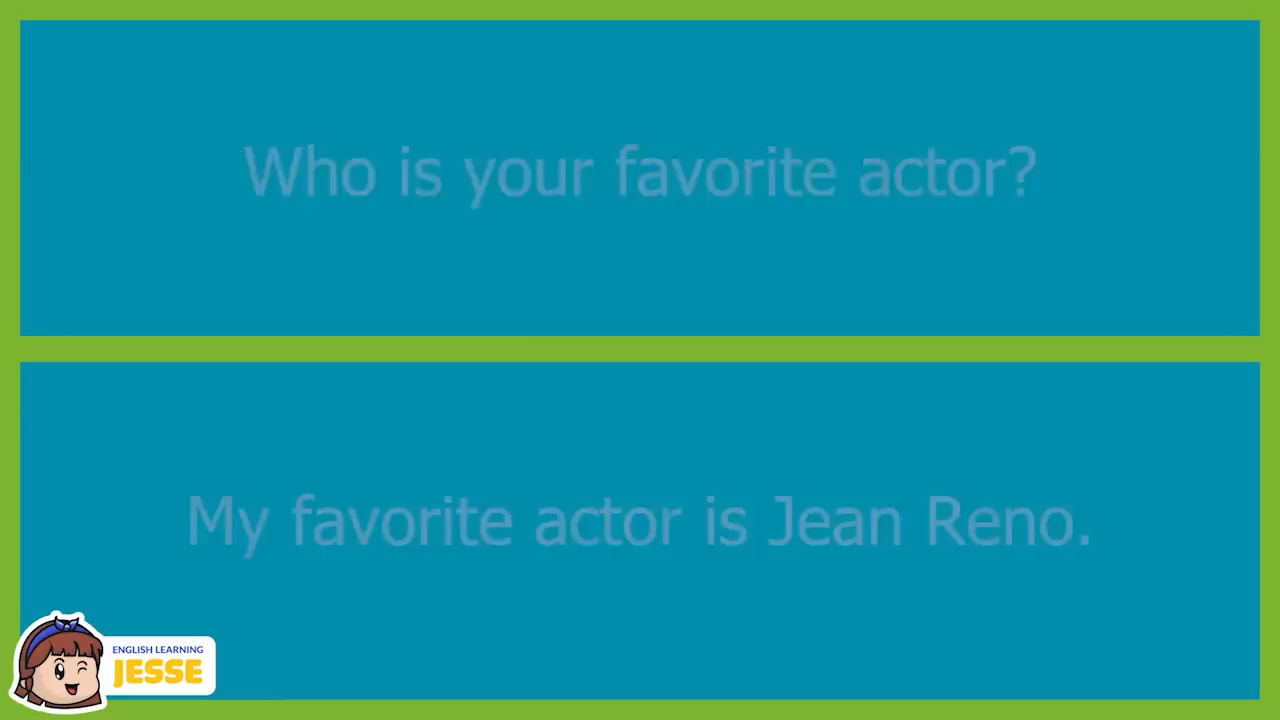 Who is your favorite actor?
My favorite actor is Jean Reno.
ENGLISH LEARNING
JESSE